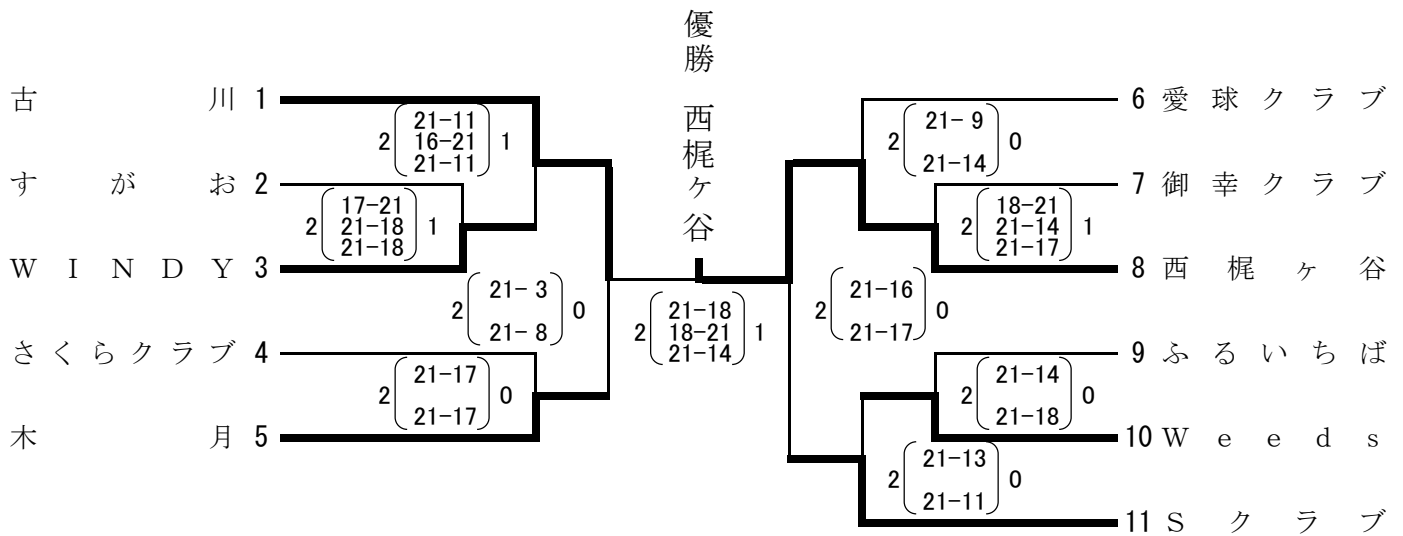 優勝 西梶ヶ谷
古川 1
すがお 2
WINDY 3
さくらクラブ 4
木月 5
2 21-11 1
16-21
21-11
2 17-21 1
21-18
21-18
2 21- 3 0
21- 8
2 21-17 0
21-17
2 21-18 1
18-21
21-14
6 愛球クラブ
7 御幸クラブ
8 西梶ヶ谷
9 ふるいちば
10 Weeds
11 Sクラブ
2 21- 9 0
21-14
2 18-21 1
21-14
21-17
2 21-16 0
21-17
2 21-14 0
21-18
2 21-13 0
21-11